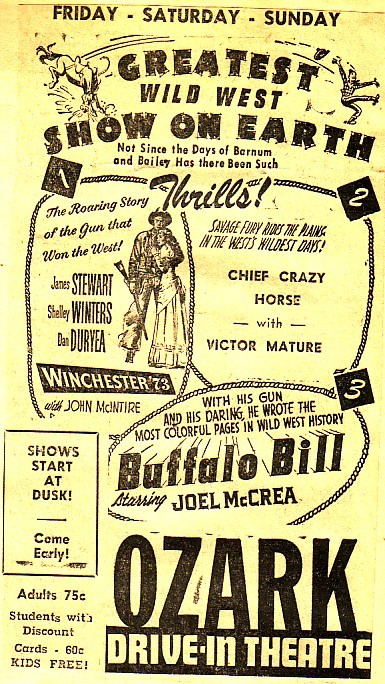 FRIDAY - SATURDAY - SUNDAY
GREATEST
WILD WEST
SHOW ON EARTH
Not Since the Days of Barnum
and Bailey Has there Been Such
Thrills!
1
The Roaring Story
of the Gun that
Won the West!
James STEWART
Shelley WINTERS
Dan DURYEA
WINCHESTER '73
with JOHN McINTIRE
2
SAVAGE FURY RIDES THE PLAINS
IN THE WEST'S WILDEST DAYS!
CHIEF CRAZY
HORSE
— with —
VICTOR MATURE
3
WITH HIS GUN
AND HIS DARING, HE WROTE THE
MOST COLORFUL PAGES IN WILD WEST HISTORY
Buffalo Bill
Starring JOEL McCREA
SHOWS
START
AT
DUSK!
Come
Early!
Adults 75c
Students with
Discount
Cards - 60c
KIDS FREE!
OZARK
DRIVE-IN THEATRE